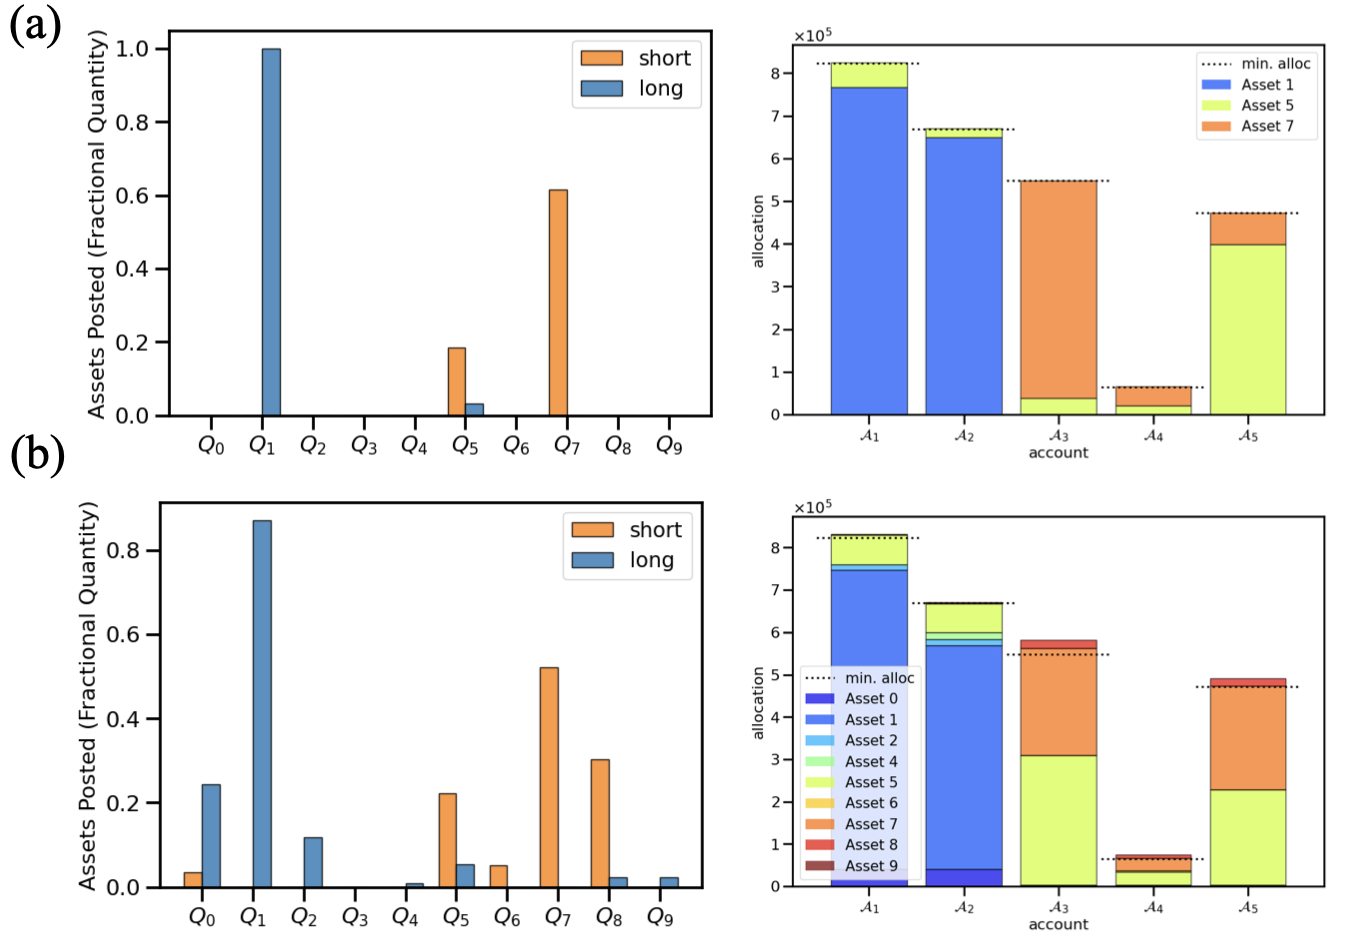 (a)
Assets Posted (Fractional Quantity)
1.0
0.8
0.6
0.4
0.2
0.0
short
long
Q0 Q1 Q2 Q3 Q4 Q5 Q6 Q7 Q8 Q9
×10^5
allocation
8
7
6
5
4
3
2
1
0
min. alloc
Asset 1
Asset 5
Asset 7
𝒜1 𝒜2 𝒜3 𝒜4 𝒜5
account
(b)
Assets Posted (Fractional Quantity)
0.8
0.6
0.4
0.2
0.0
short
long
Q0 Q1 Q2 Q3 Q4 Q5 Q6 Q7 Q8 Q9
×10^5
allocation
8
7
6
5
4
3
2
1
0
min. alloc
Asset 0
Asset 1
Asset 2
Asset 4
Asset 5
Asset 6
Asset 7
Asset 8
Asset 9
𝒜1 𝒜2 𝒜3 𝒜4 𝒜5
account